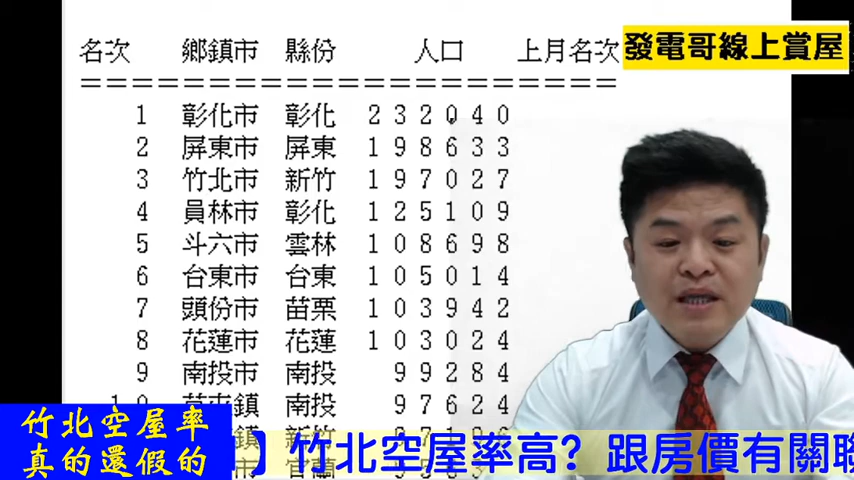 名次 鄉鎮市 縣份 人口 上月名次
發電哥線上賞屋
=====================
1 彰化市 彰化 232040
2 屏東市 屏東 198633
3 竹北市 新竹 197027
4 員林市 彰化 125109
5 斗六市 雲林 108698
6 台東市 台東 105014
7 頭份市 苗栗 103942
8 花蓮市 花蓮 103024
9 南投市 南投 99284
10 草屯鎮 南投 97624
竹北空屋率
真的還假的
】竹北空屋率高？跟房價有關聯